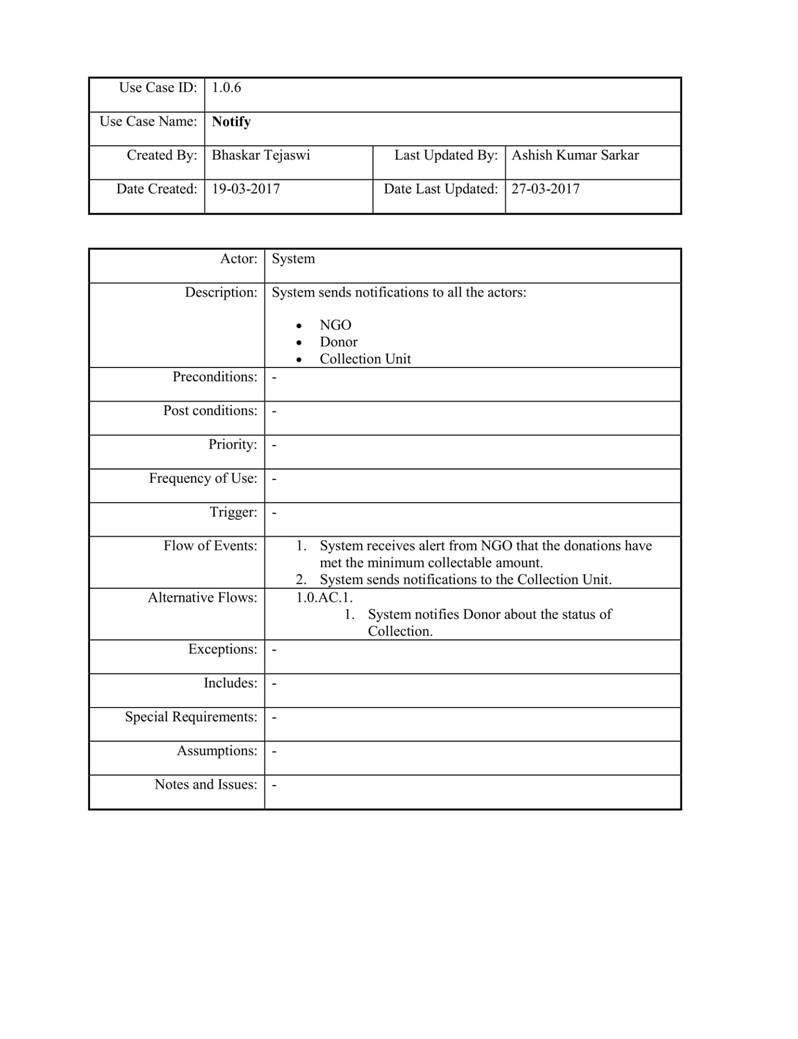 Use Case ID: 1.0.6
Use Case Name: Notify
Created By: Bhaskar Tejaswi Last Updated By: Ashish Kumar Sarkar
Date Created: 19-03-2017 Date Last Updated: 27-03-2017
Actor: System
Description: System sends notifications to all the actors:
• NGO
• Donor
• Collection Unit
Preconditions: -
Post conditions: -
Priority: -
Frequency of Use: -
Trigger: -
Flow of Events: 1. System receives alert from NGO that the donations have
met the minimum collectable amount.
2. System sends notifications to the Collection Unit.
Alternative Flows: 1.0.AC.1.
1. System notifies Donor about the status of
Collection.
Exceptions: -
Includes: -
Special Requirements: -
Assumptions: -
Notes and Issues: -